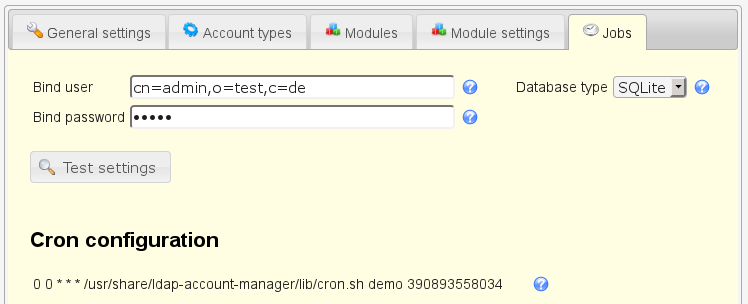 General settings Account types Modules Module settings Jobs
Bind user cn=admin,o=test,c=de Database type SQLite
Bind password •••••
Test settings
Cron configuration
0 0 * * * /usr/share/ldap-account-manager/lib/cron.sh demo 390893558034